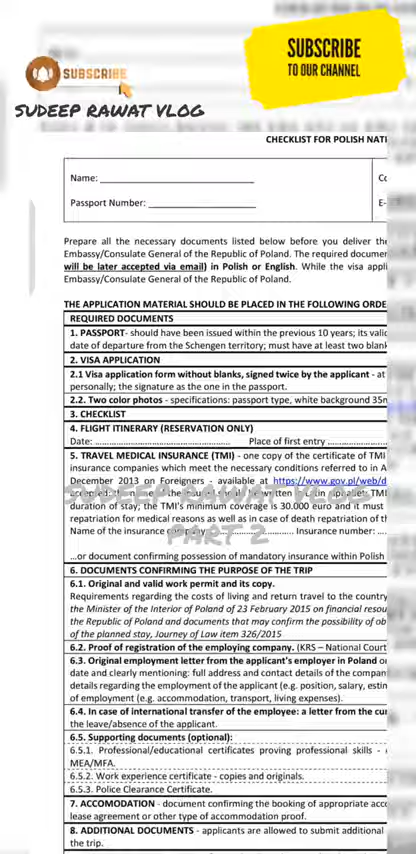 SUBSCRIBE
TO OUR CHANNEL
SUBSCRIBE
SUDEEP RAWAT VLOG
CHECKLIST FOR POLISH NATI
Name:
Passport Number:
E-
Prepare all the necessary documents listed below before you deliver the
Embassy/Consulate General of the Republic of Poland. The required documen
will be later accepted via email) in Polish or English. While the visa appli
Embassy/Consulate General of the Republic of Poland.
THE APPLICATION MATERIAL SHOULD BE PLACED IN THE FOLLOWING ORDE
REQUIRED DOCUMENTS
1. PASSPORT- should have been issued within the previous 10 years; its valid
date of departure from the Schengen territory; must have at least two blank
2. VISA APPLICATION
2.1 Visa application form without blanks, signed twice by the applicant - at
personally; the signature as the one in the passport.
2.2. Two color photos - specifications: passport type, white background 35m
3. CHECKLIST
4. FLIGHT ITINERARY (RESERVATION ONLY)
Date: ............ Place of first entry ............
5. TRAVEL MEDICAL INSURANCE (TMI) - one copy of the certificate of TMI
insurance companies which meet the necessary conditions referred to in A
December 2013 on Foreigners - available at https://www.gov.pl/web/d
duration of stay; the TMI's minimum coverage is 30.000 euro and it must
repatriation for medical reasons as well as in case of death repatriation of th
Name of the insurance company: ............ Insurance number: ....
PART 2
...or document confirming possession of mandatory insurance within Polish
6. DOCUMENTS CONFIRMING THE PURPOSE OF THE TRIP
6.1. Original and valid work permit and its copy.
Requirements regarding the costs of living and return travel to the country
the Minister of the Interior of Poland of 23 February 2015 on financial resou
the Republic of Poland and documents that may confirm the possibility of ob
of the planned stay, Journey of Law item 326/2015
6.2. Proof of registration of the employing company. (KRS – National Court
6.3. Original employment letter from the applicant's employer in Poland or
date and clearly mentioning: full address and contact details of the compan
details regarding the employment of the applicant (e.g. position, salary, estin
of employment (e.g. accommodation, transport, living expenses).
6.4. In case of international transfer of the employee: a letter from the cur
the leave/absence of the applicant.
6.5. Supporting documents (optional):
6.5.1. Professional/educational certificates proving professional skills -
MEA/MFA.
6.5.2. Work experience certificate - copies and originals.
6.5.3. Police Clearance Certificate.
7. ACCOMODATION - document confirming the booking of appropriate acco
lease agreement or other type of accommodation proof.
8. ADDITIONAL DOCUMENTS - applicants are allowed to submit additional
the trip.